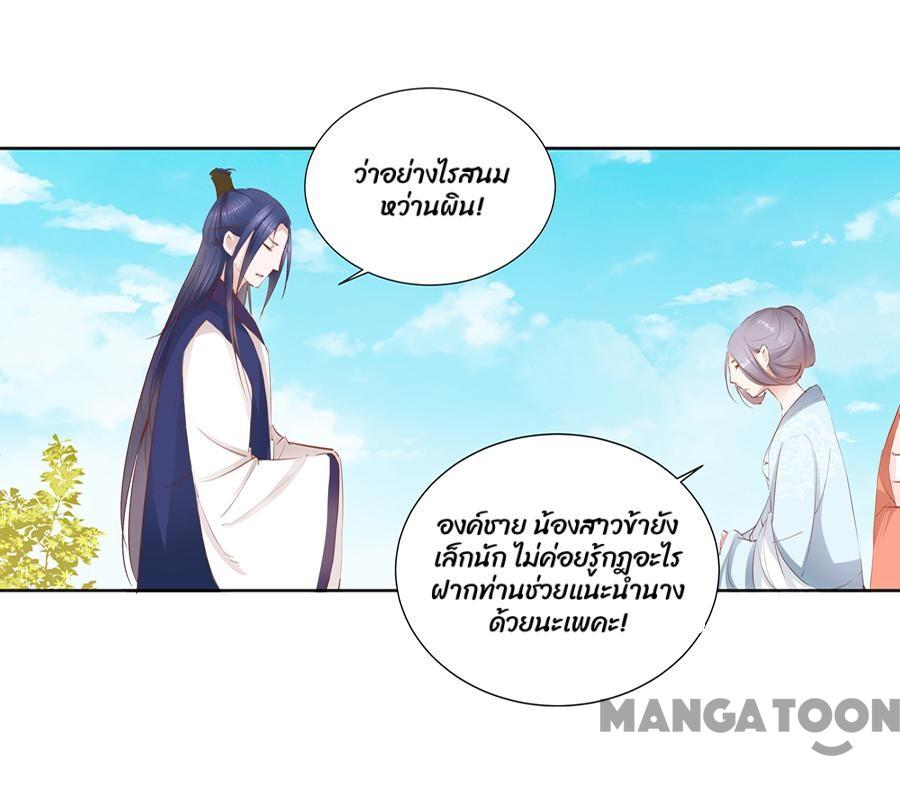 ว่าอย่างไรสนม
หว่านผิน!
องค์ชาย น้องสาวข้ายัง
เล็กนัก ไม่ค่อยรู้กฎอะไร
ฝากท่านช่วยแนะนำนาง
ด้วยนะเพคะ!
MANGATOON